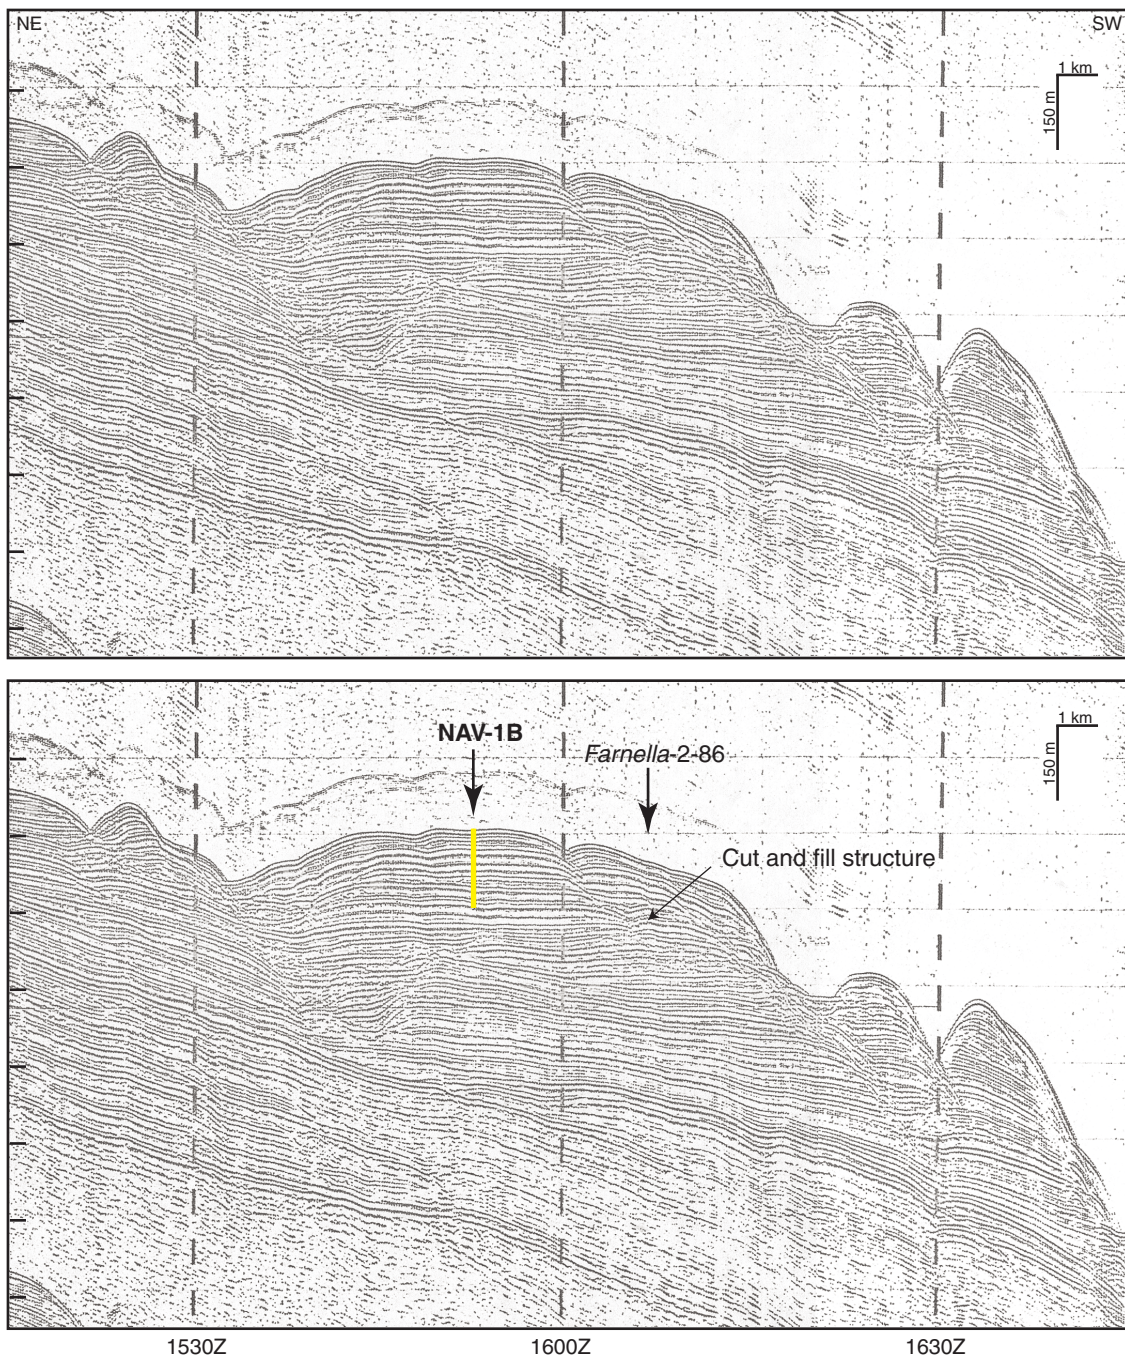 NE
SW
1 km
150 m
NAV-1B
Farnella-2-86
1 km
150 m
Cut and fill structure
1530Z
1600Z
1630Z